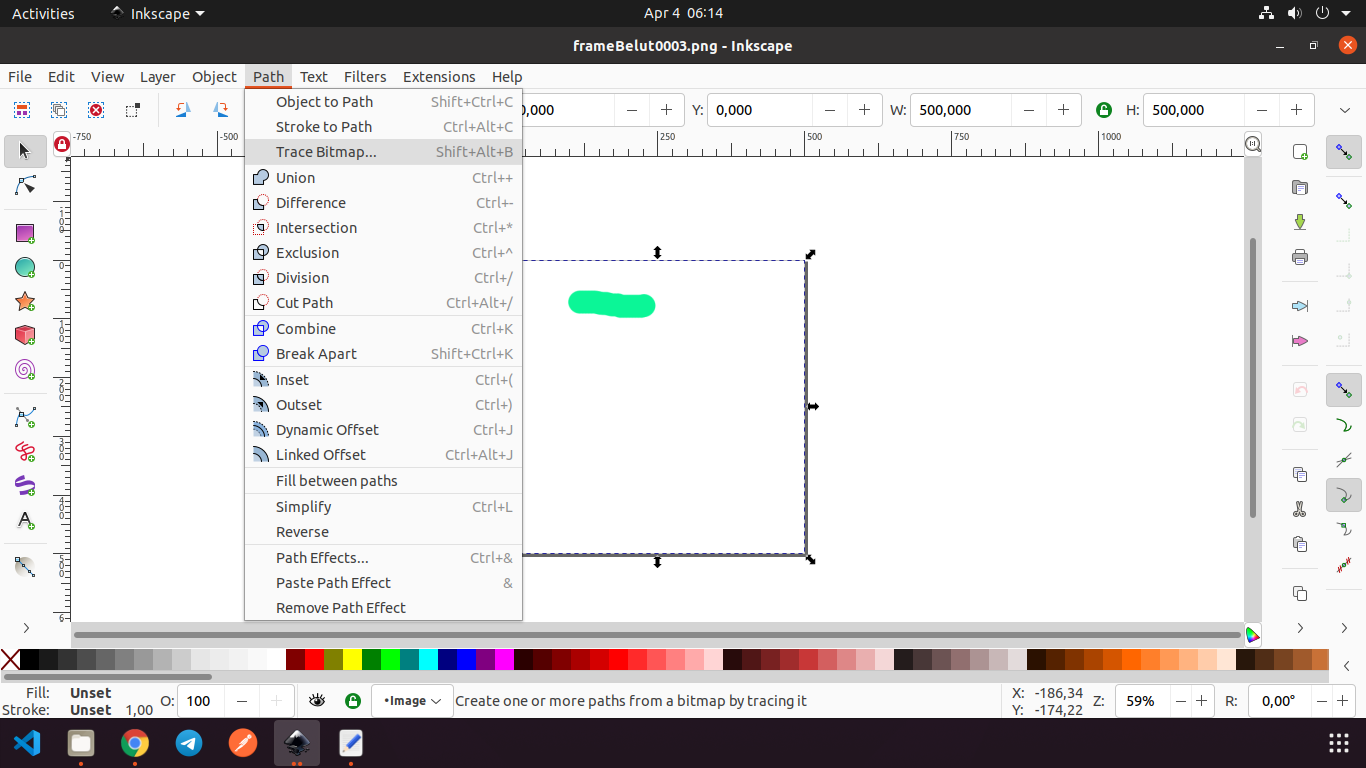 Activities
Inkscape
Apr 4 06:14
frameBelut0003.png - Inkscape
File Edit View Layer Object Path Text Filters Extensions Help
0,000 Y: 0,000 W: 500,000 H: 500,000
-750 -500 250 500 750 1000
Object to Path Shift+Ctrl+C
Stroke to Path Ctrl+Alt+C
Trace Bitmap... Shift+Alt+B
Union Ctrl++
Difference Ctrl+-
Intersection Ctrl+*
Exclusion Ctrl+^
Division Ctrl+/
Cut Path Ctrl+Alt+/
Combine Ctrl+K
Break Apart Shift+Ctrl+K
Inset Ctrl+(
Outset Ctrl+)
Dynamic Offset Ctrl+J
Linked Offset Ctrl+Alt+J
Fill between paths
Simplify Ctrl+L
Reverse
Path Effects... Ctrl+&
Paste Path Effect &
Remove Path Effect
Fill: Unset
Stroke: Unset 1,00
O: 100
•Image
Create one or more paths from a bitmap by tracing it
X: -186,34
Y: -174,22
Z: 59%
R: 0,00°